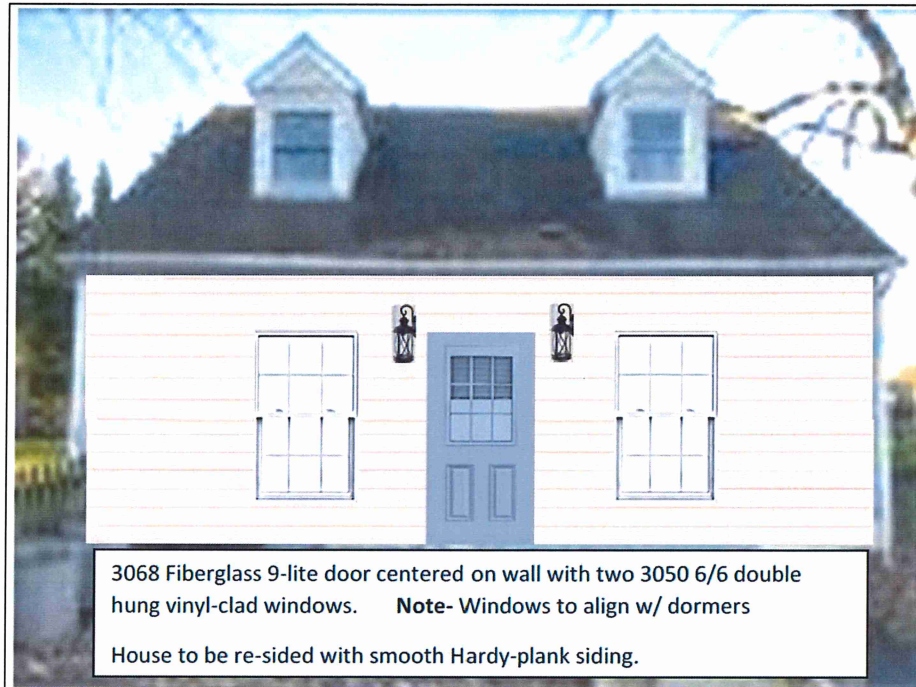 3068 Fiberglass 9-lite door centered on wall with two 3050 6/6 double
hung vinyl-clad windows. Note- Windows to align w/ dormers
House to be re-sided with smooth Hardy-plank siding.